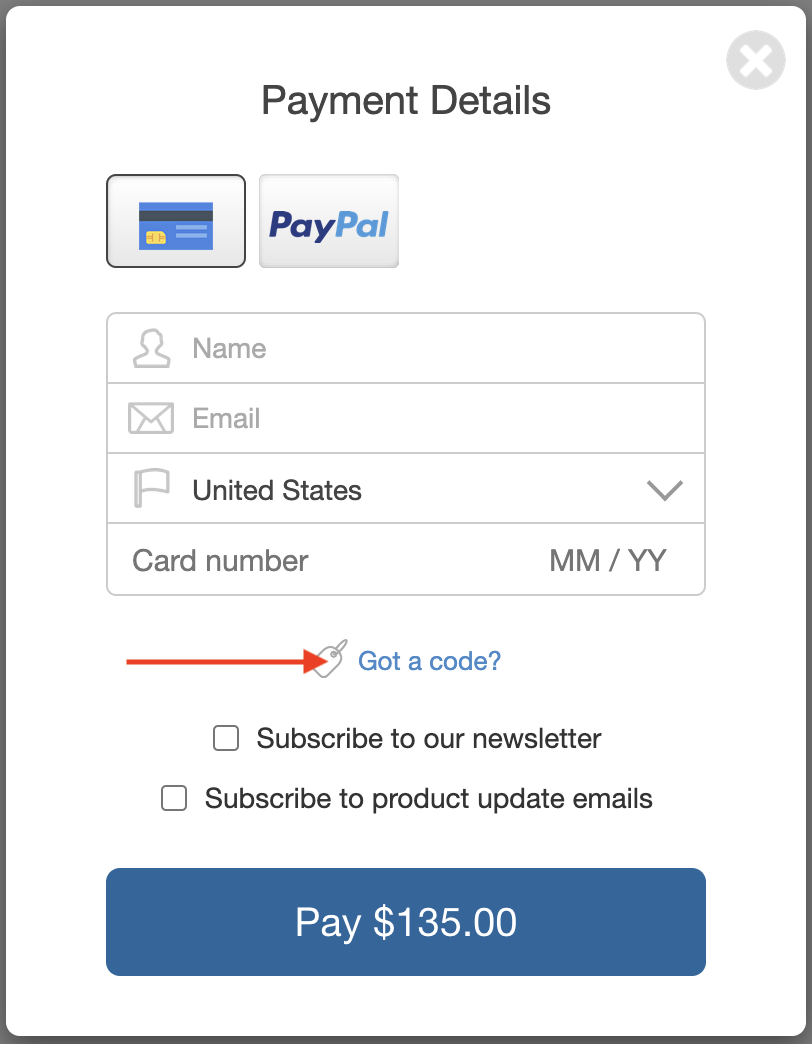 Payment Details
PayPal
Name
Email
United States
Card number MM / YY
Got a code?
Subscribe to our newsletter
Subscribe to product update emails
Pay $135.00